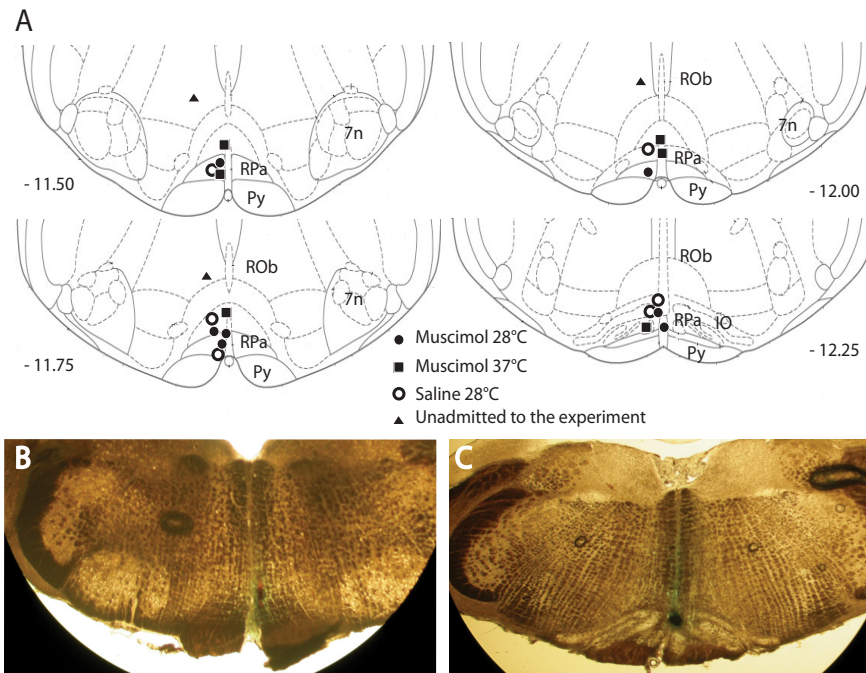 A
7n
RPa
Py
- 11.50
ROb
7n
RPa
Py
- 12.00
ROb
7n
RPa
Py
- 11.75
ROb
RPa
IO
Py
- 12.25
Muscimol 28°C
Muscimol 37°C
Saline 28°C
Unadmitted to the experiment
B
C